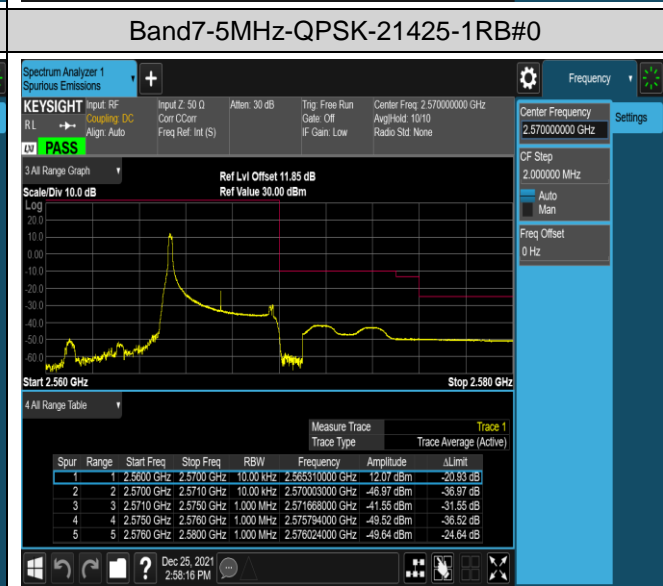 Band7-5MHz-QPSK-21425-1RB#0
Spectrum Analyzer 1
Spurious Emissions
Frequency
KEYSIGHT Input: RF Input Z: 50 Ω Atten: 30 dB Trig: Free Run Center Freq: 2.570000000 GHz
RL Coupling: DC Corr CCorr Gate: Off Avg|Hold: 10/10
Align: Auto Freq Ref: Int (S) IF Gain: Low Radio Std: None
LXI PASS
Center Frequency
2.570000000 GHz
Settings
CF Step
2.000000 MHz
Auto
Man
Freq Offset
0 Hz
3 All Range Graph
Ref Lvl Offset 11.85 dB
Scale/Div 10.0 dB Ref Value 30.00 dBm
Log
20.0
10.0
0.00
-10.0
-20.0
-30.0
-40.0
-50.0
-60.0
Start 2.560 GHz Stop 2.580 GHz
4 All Range Table
Measure Trace Trace 1
Trace Type Trace Average (Active)
Spur Range Start Freq Stop Freq RBW Frequency Amplitude ΔLimit
1 1 2.5600 GHz 2.5700 GHz 10.00 kHz 2.565310000 GHz 12.07 dBm -20.93 dB
2 2 2.5700 GHz 2.5710 GHz 10.00 kHz 2.570003000 GHz -46.97 dBm -36.97 dB
3 3 2.5710 GHz 2.5750 GHz 1.000 MHz 2.571668000 GHz -41.55 dBm -31.55 dB
4 4 2.5750 GHz 2.5760 GHz 1.000 MHz 2.575794000 GHz -49.52 dBm -36.52 dB
5 5 2.5760 GHz 2.5800 GHz 1.000 MHz 2.576024000 GHz -49.64 dBm -24.64 dB
? Dec 25, 2021
2:58:16 PM